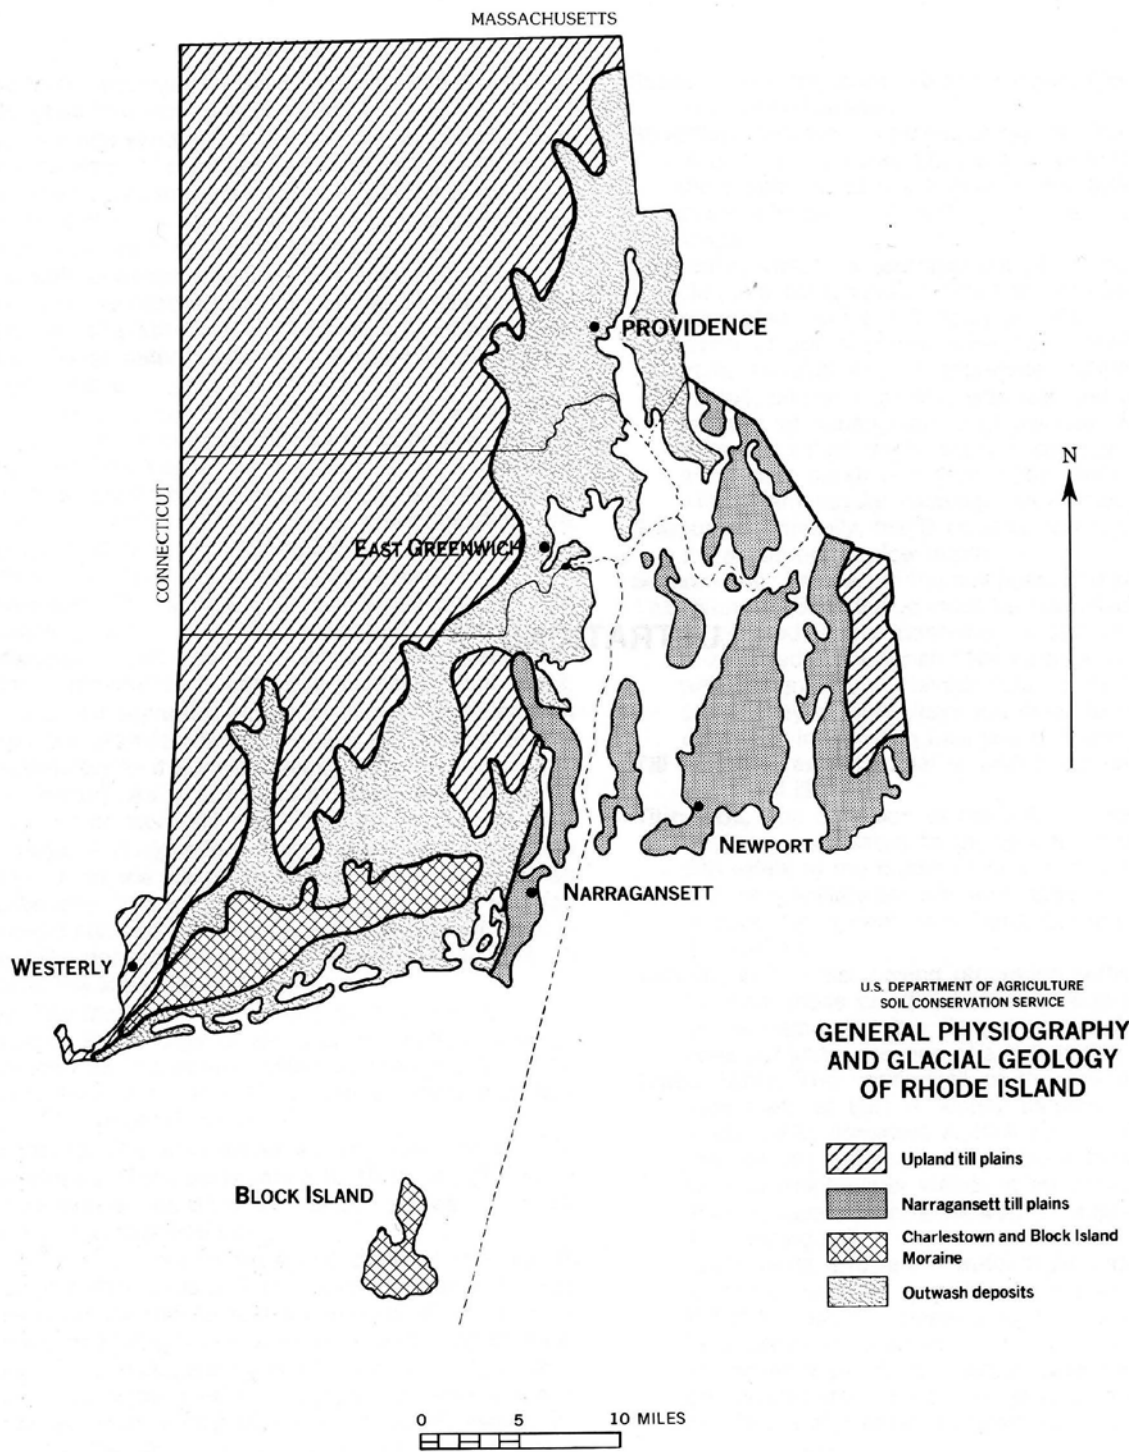 MASSACHUSETTS
PROVIDENCE
N
CONNECTICUT
EAST GREENWICH
NEWPORT
NARRAGANSETT
WESTERLY
U.S. DEPARTMENT OF AGRICULTURE
SOIL CONSERVATION SERVICE
GENERAL PHYSIOGRAPHY
AND GLACIAL GEOLOGY
OF RHODE ISLAND
Upland till plains
BLOCK ISLAND
Narragansett till plains
Charlestown and Block Island
Moraine
Outwash deposits
0 5 10 MILES